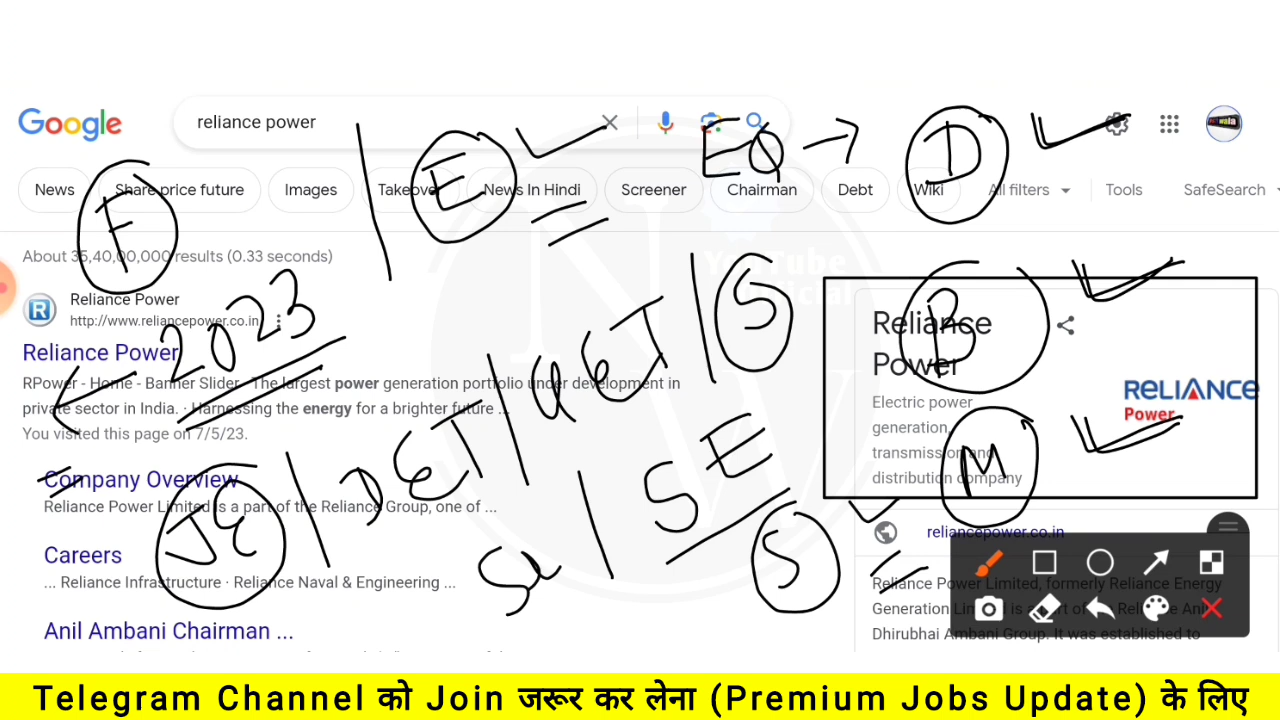 Google
reliance power
EQ → D
News
Share price future
Images
Takeover
News In Hindi
Screener
Chairman
Debt
Wiki
All filters
Tools
SafeSearch
F / E
About 35,40,00,000 results (0.33 seconds)
YouTube
Reliance Power
http://www.reliancepower.co.in
2023
Reliance Power
RPower - Home - Banner Slider · The largest power generation portfolio under development in
private sector in India. · Harnessing the energy for a brighter future ...
You visited this page on 7/5/23.
Company Overview
Reliance Power Limited is a part of the Reliance Group, one of ...
JE / DET / GET / S
SE
S
Careers
... Reliance Infrastructure · Reliance Naval & Engineering ...
Anil Ambani Chairman ...
Reliance
Power
B
Electric power
generation,
transmission and
distribution company
M
RELIANCE
Power
reliancepower.co.in
Reliance Power Limited, formerly Reliance Energy
Generation Limited is a part of the Reliance Anil
Dhirubhai Ambani Group. It was established to
Telegram Channel को Join जरूर कर लेना (Premium Jobs Update) के लिए